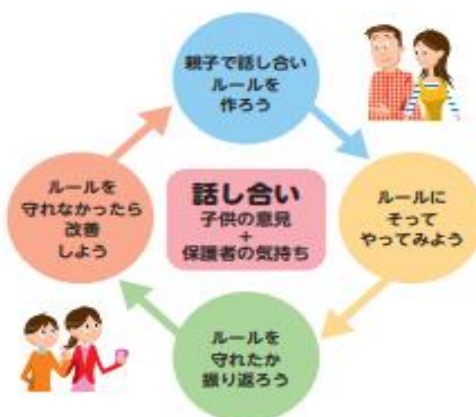 親子で話し合い
ルールを
作ろう
ルールに
そって
やってみよう
ルールを
守れたか
振り返ろう
ルールを
守れなかったら
改善
しよう
話し合い
子供の意見
+
保護者の気持ち